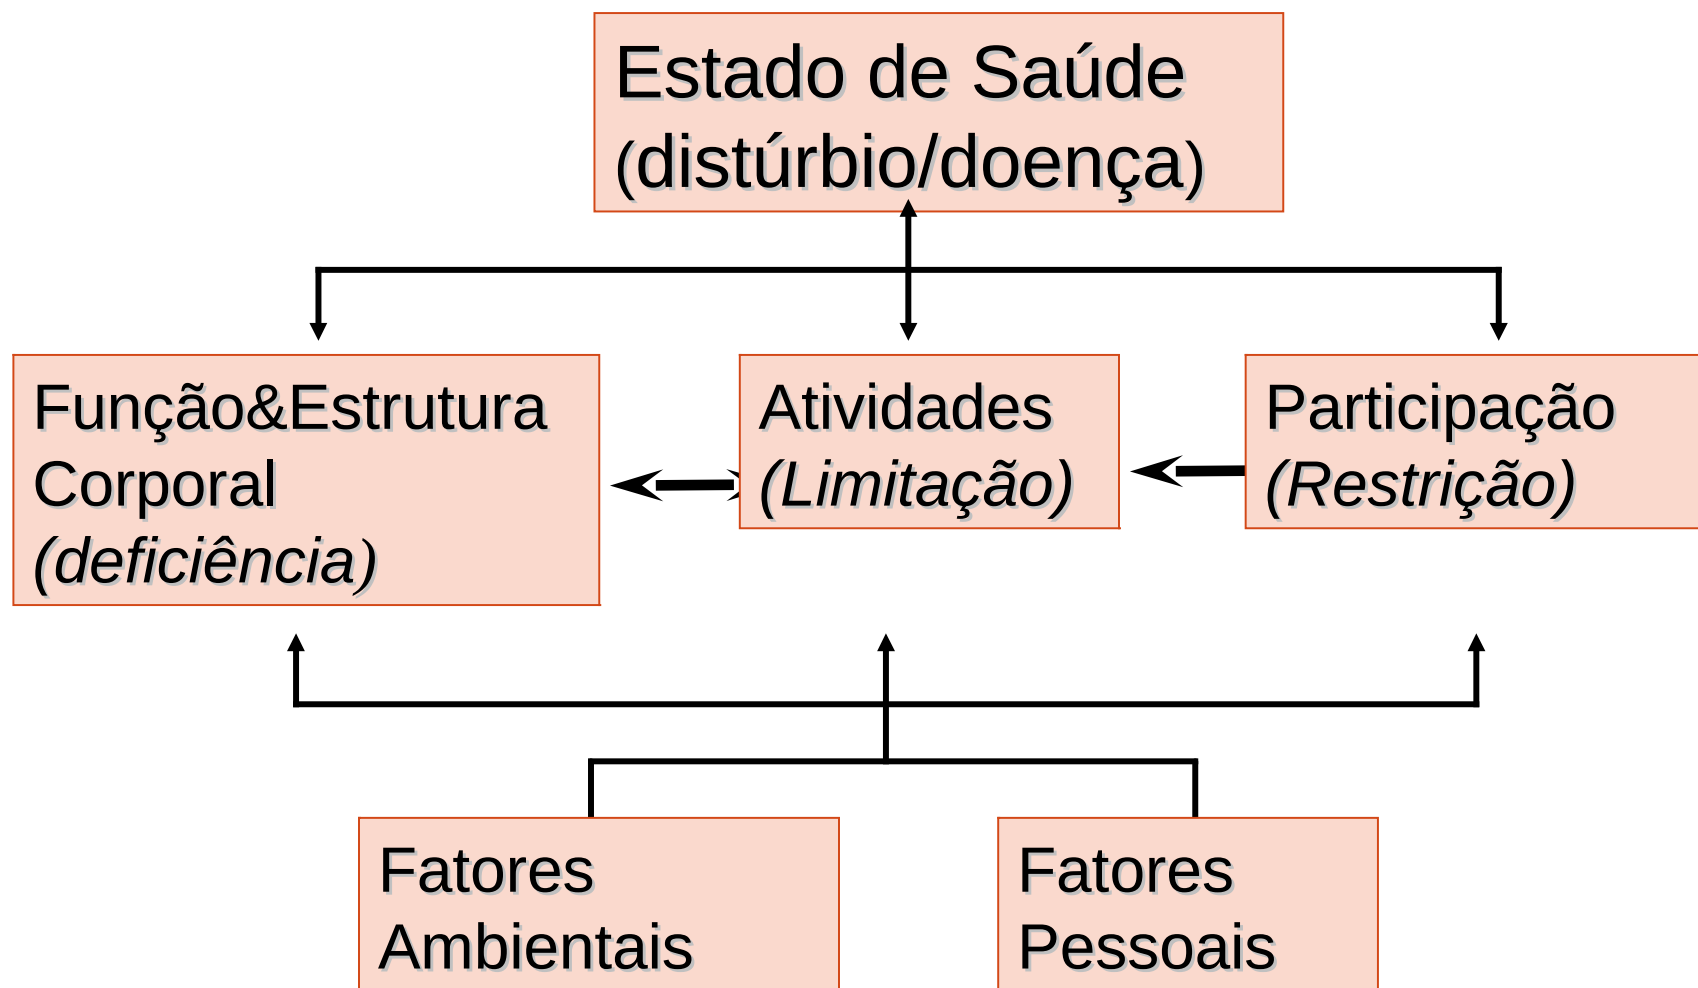 Estado de Saúde
(distúrbio/doença)
Função&Estrutura
Corporal
(deficiência)
Atividades
(Limitação)
Participação
(Restrição)
Fatores
Ambientais
Fatores
Pessoais